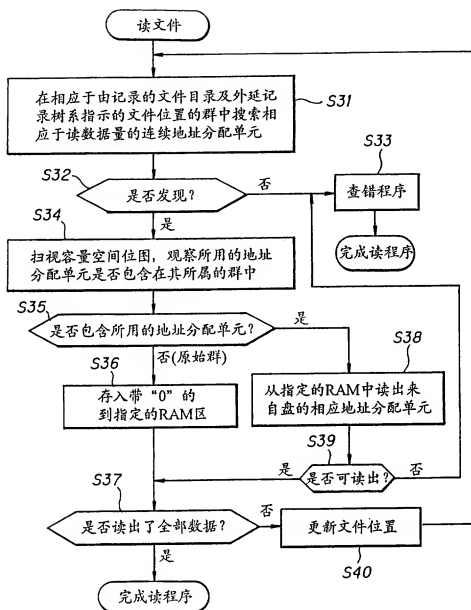 读文件
在相应于由记录的文件目录及外延记
录树系指示的文件位置的群中搜索相
应于读数据量的连续地址分配单元
S31
S32
是否发现?
否
是
S33
查错程序
完成读程序
S34
扫视容量空间位图，观察所用的地址
分配单元是否包含在其所属的群中
S35
是否包含所用的地址分配单元?
是
否(原始群)
S36
存入带“0”的
到指定的RAM区
S38
从指定的RAM中读出来
自盘的相应地址分配单元
S39
是否可读出?
是
否
S37
是否读出了全部数据?
否
是
更新文件位置
S40
完成读程序